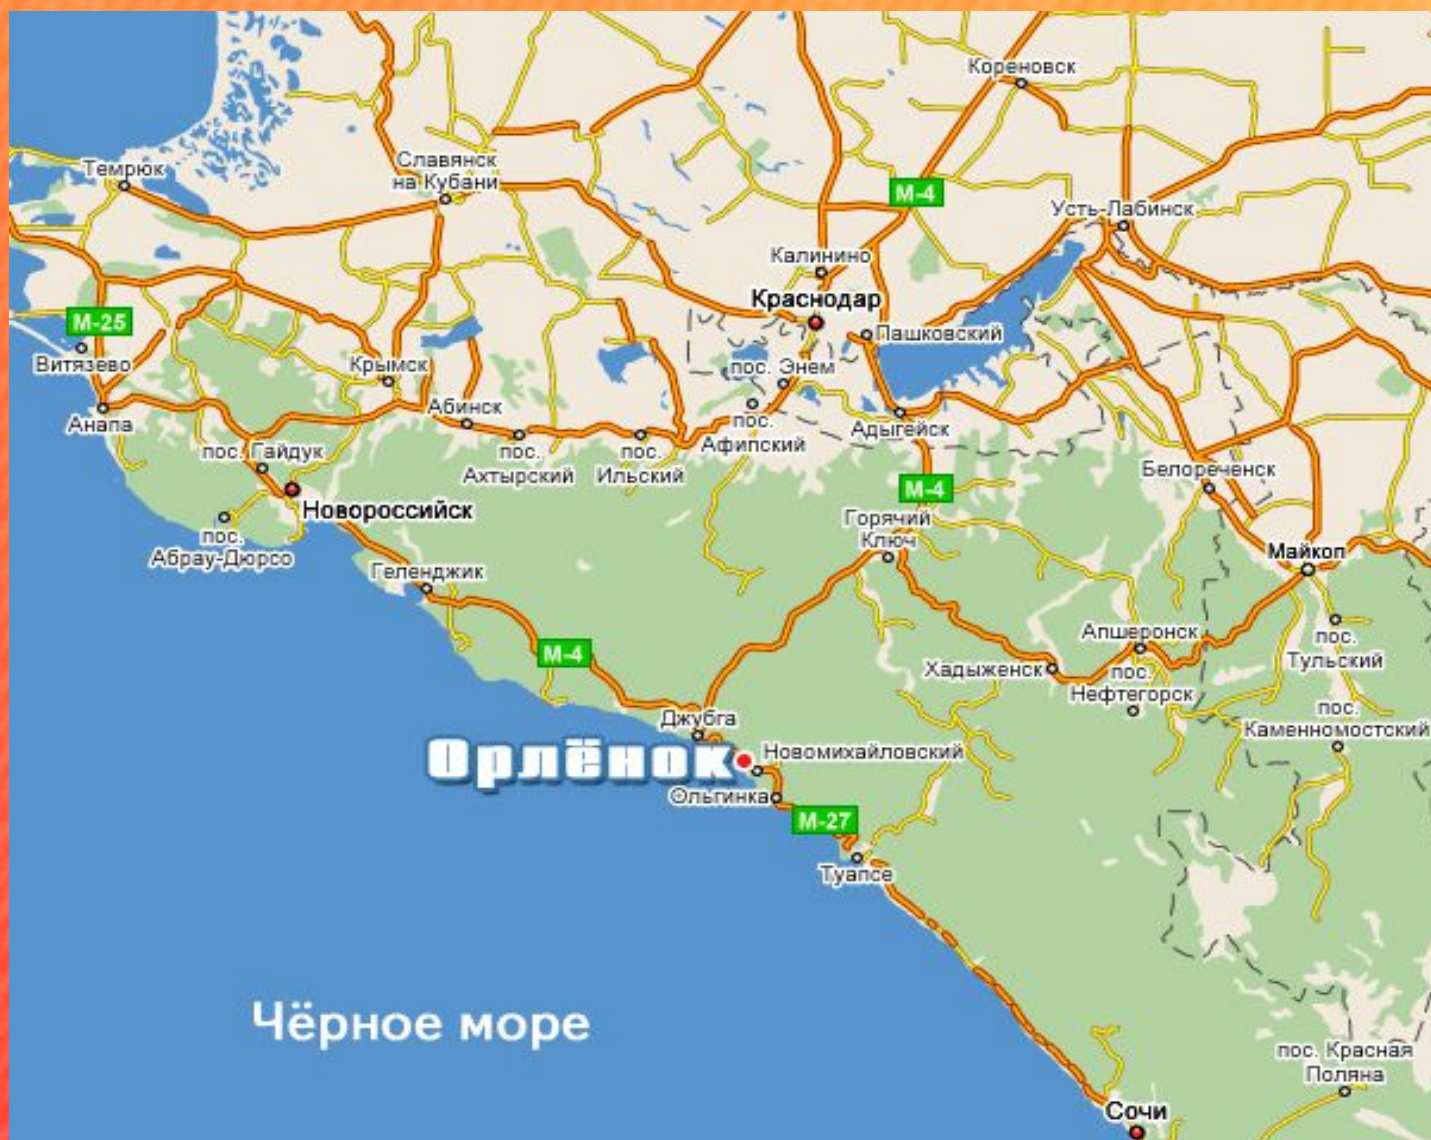 Кореновск
Темрюк
Славянск
на Кубани
М-4
Усть-Лабинск
Калинино
Краснодар
М-25
Пашковский
Витязево
Крымск
пос. Энем
Анапа
Абинск
пос.
Афипский
Адыгейск
пос. Гайдук
пос.
Ахтырский
пос.
Ильский
Белореченск
М-4
Новороссийск
Горячий
Ключ
пос.
Абрау-Дюрсо
Майкоп
Геленджик
Апшеронск
пос.
Тульский
М-4
Хадыженск
пос.
Нефтегорск
Джубга
пос.
Каменномостский
Орлёнок
Новомихайловский
Ольгинка
М-27
Туапсе
Чёрное море
пос. Красная
Поляна
Сочи